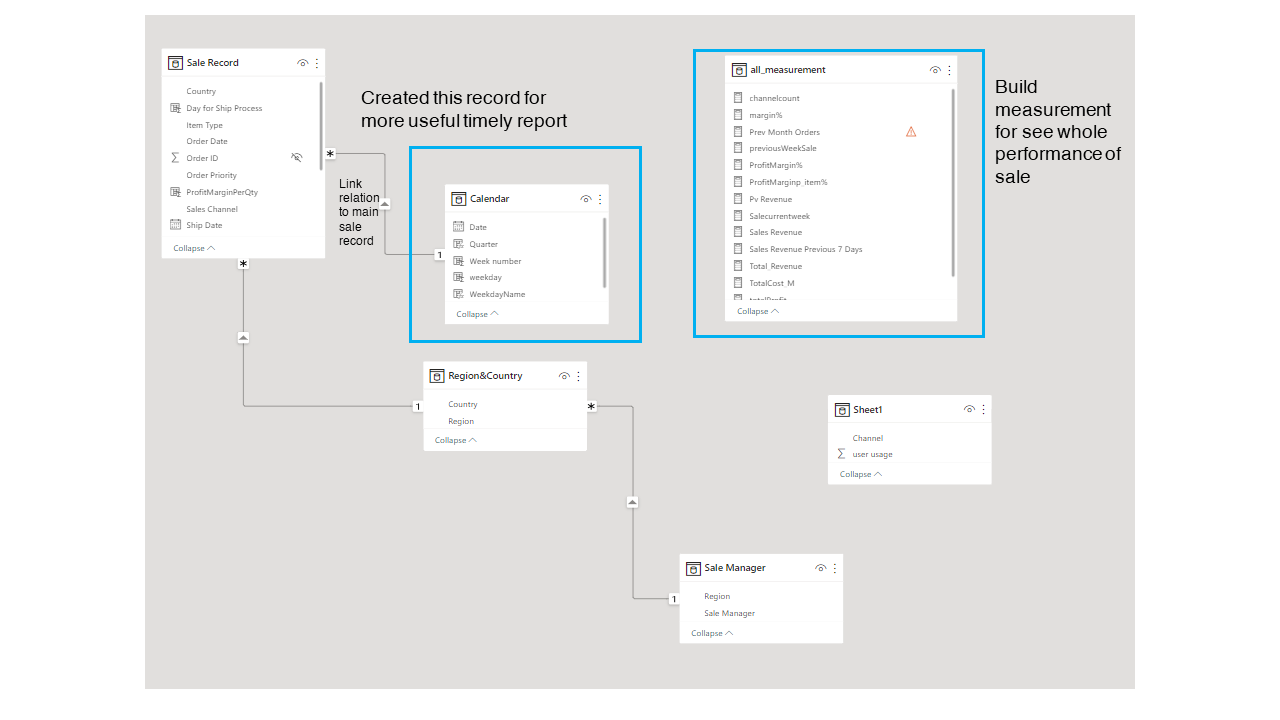 Sale Record
Country
Day for Ship Process
Item Type
Order Date
Order ID
Order Priority
ProfitMarginPerQty
Sales Channel
Ship Date
Collapse
*
*
Created this record for
more useful timely report
Link
relation
to main
sale
record
1
Calendar
Date
Quarter
Week number
weekday
WeekdayName
Collapse
all_measurement
channelcount
margin%
Prev Month Orders
previousWeekSale
ProfitMargin%
ProfitMarginp_item%
Pv Revenue
Salecurrentweek
Sales Revenue
Sales Revenue Previous 7 Days
Total_Revenue
TotalCost_M
totalProfit
Collapse
Build
measurement
for see whole
performance of
sale
1
Region&Country
Country
Region
Collapse
*
Sheet1
Channel
user usage
Collapse
1
Sale Manager
Region
Sale Manager
Collapse